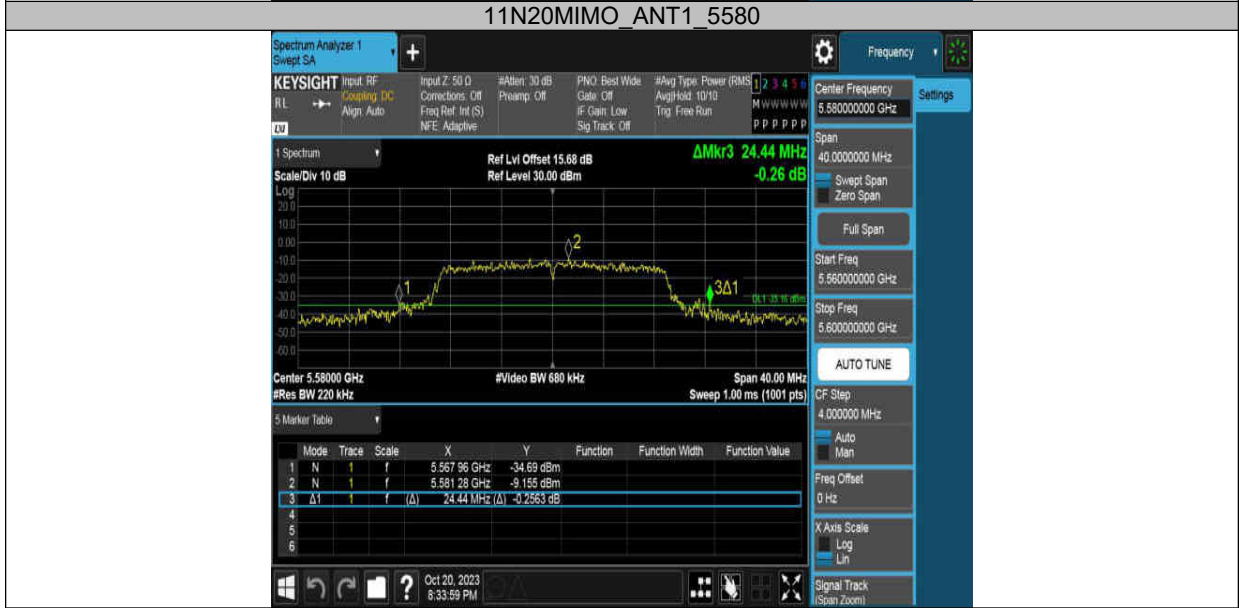 11N20MIMO_ANT1_5580
Spectrum Analyzer 1
Swept SA
Frequency
KEYSIGHT
RL
LXI
Input: RF
Coupling: DC
Align: Auto
Input Z: 50 Ω
Corrections: Off
Freq Ref: Int (S)
NFE: Adaptive
#Atten: 30 dB
Preamp: Off
PNO: Best Wide
Gate: Off
IF Gain: Low
Sig Track: Off
#Avg Type: Power (RMS
Avg|Hold: 10/10
Trig: Free Run
1 2 3 4 5 6
M W W W W W
P P P P P P
1 Spectrum
Scale/Div 10 dB
Ref Lvl Offset 15.68 dB
Ref Level 30.00 dBm
ΔMkr3 24.44 MHz
-0.26 dB
Log
20.0
10.0
0.00
-10.0
-20.0
-30.0
-40.0
-50.0
-60.0
1
2
3Δ1
DL1 -35.16 dBm
Center 5.58000 GHz
#Video BW 680 kHz
Span 40.00 MHz
#Res BW 220 kHz
Sweep 1.00 ms (1001 pts)
5 Marker Table
Mode Trace Scale X Y Function Function Width Function Value
1 N 1 f 5.567 96 GHz -34.69 dBm
2 N 1 f 5.581 28 GHz -9.155 dBm
3 Δ1 1 f (Δ) 24.44 MHz (Δ) -0.2563 dB
4
5
6
Oct 20, 2023
8:33:59 PM
Center Frequency
5.580000000 GHz
Settings
Span
40.0000000 MHz
Swept Span
Zero Span
Full Span
Start Freq
5.560000000 GHz
Stop Freq
5.600000000 GHz
AUTO TUNE
CF Step
4.000000 MHz
Auto
Man
Freq Offset
0 Hz
X Axis Scale
Log
Lin
Signal Track
(Span Zoom)